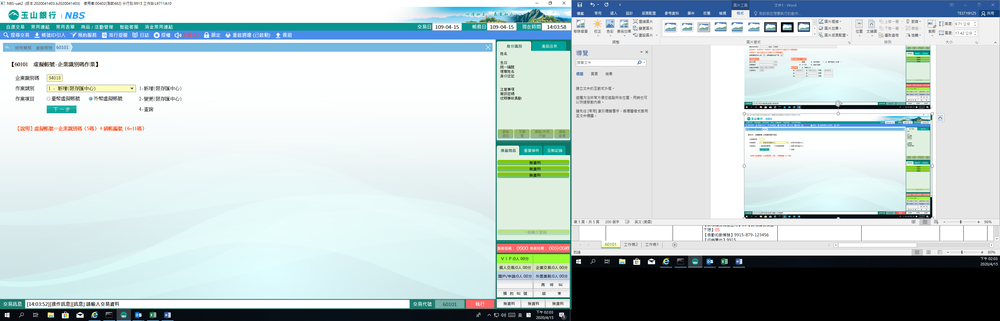 NBS-uat2 (版本:2020041403.b2020041403) 使用者:00402(測試482) 分行別:9915 工作站:L9711A10
玉山銀行 | NBS
心清如玉, 義重如山
自選交易 常用連結 常用表單 商品/活動管理 智能客服 消金常用連結
交易日 109-04-15 帳務日 109-04-15 現在時間 14:03:58
搜尋交易 帳號ID引入 預約服務 蒞行提醒 日誌 授權 廣播:52 鎖定 重啟週邊 (已啟動) 簽退
特殊業務 虛擬帳號 60101
【60101 虛擬帳號-企業識別碼作業】
企業識別碼 94018
作業類別 1 - 新增(限存匯中心) 1-新增(限存匯中心)
作業項目 臺幣虛擬帳號 外幣虛擬帳號 2-變更(限存匯中心)
下一步 4-查詢
【說明】虛擬帳號=企業識別碼（5碼）+銷帳編號（6~11碼）
身分識別 產品往來
姓名
生日
統一編號
理專姓名
身分註記
注意事項
簡訊密碼
近期事故異動
顧客資訊 手續費 通路/共同行銷 顧客影像
推薦商品 重要事件 互動記錄
無資料
無資料
無資料
一般轉介登錄
服務號碼： 0000 等候時間： 00分00秒
ＶＩＰ:0人 00分
個人交易:0人 00分 企業交易:0人 00分
開戶/申請:0人 00分 外匯業務:0人 00分
再 呼 叫
預 約 叫 號 結 束
無資料 無資料 無資料
交易訊息 [14:03:52][操作訊息][訊息] 請輸入交易資料
交易代號 60101 執行
英
下午 02:03
2020/4/15
3
圖片工具
文件1 - Word
檔案 常用 插入 設計 版面配置 參考資料 郵件 校閱 檢視 格式 告訴我您想要執行的動作...
TEST19125 共用
移除背景 校正 色彩 美術效果
壓縮圖片
變更圖片
重設圖片
調整
圖片樣式
圖片框線
圖片效果
圖片版面配置
位置 文繞圖
上移一層
下移一層
選取窗格
對齊
群組
旋轉
排列
裁剪
高度: 9.71 公分
寬度: 17.42 公分
大小
導覽
搜尋文件
標題 頁面 結果
建立文件的互動式外框。
這種方法非常方便您追蹤所在位置，同時也可以快速移動內容。
請先從 [常用] 索引標籤著手，將標題樣式套用至文件標題。
玉山銀行 | NBS
【60101 虛擬帳號-企業識別碼作業】
第 5 頁，共 5 頁 200 個字 英文 (美國)
96%
下限】05
【自動扣款帳號】9915-879-123456
【行銷單位】9915
60101 工作表2 工作表1
就緒
80%
下午 02:03
2020/4/15